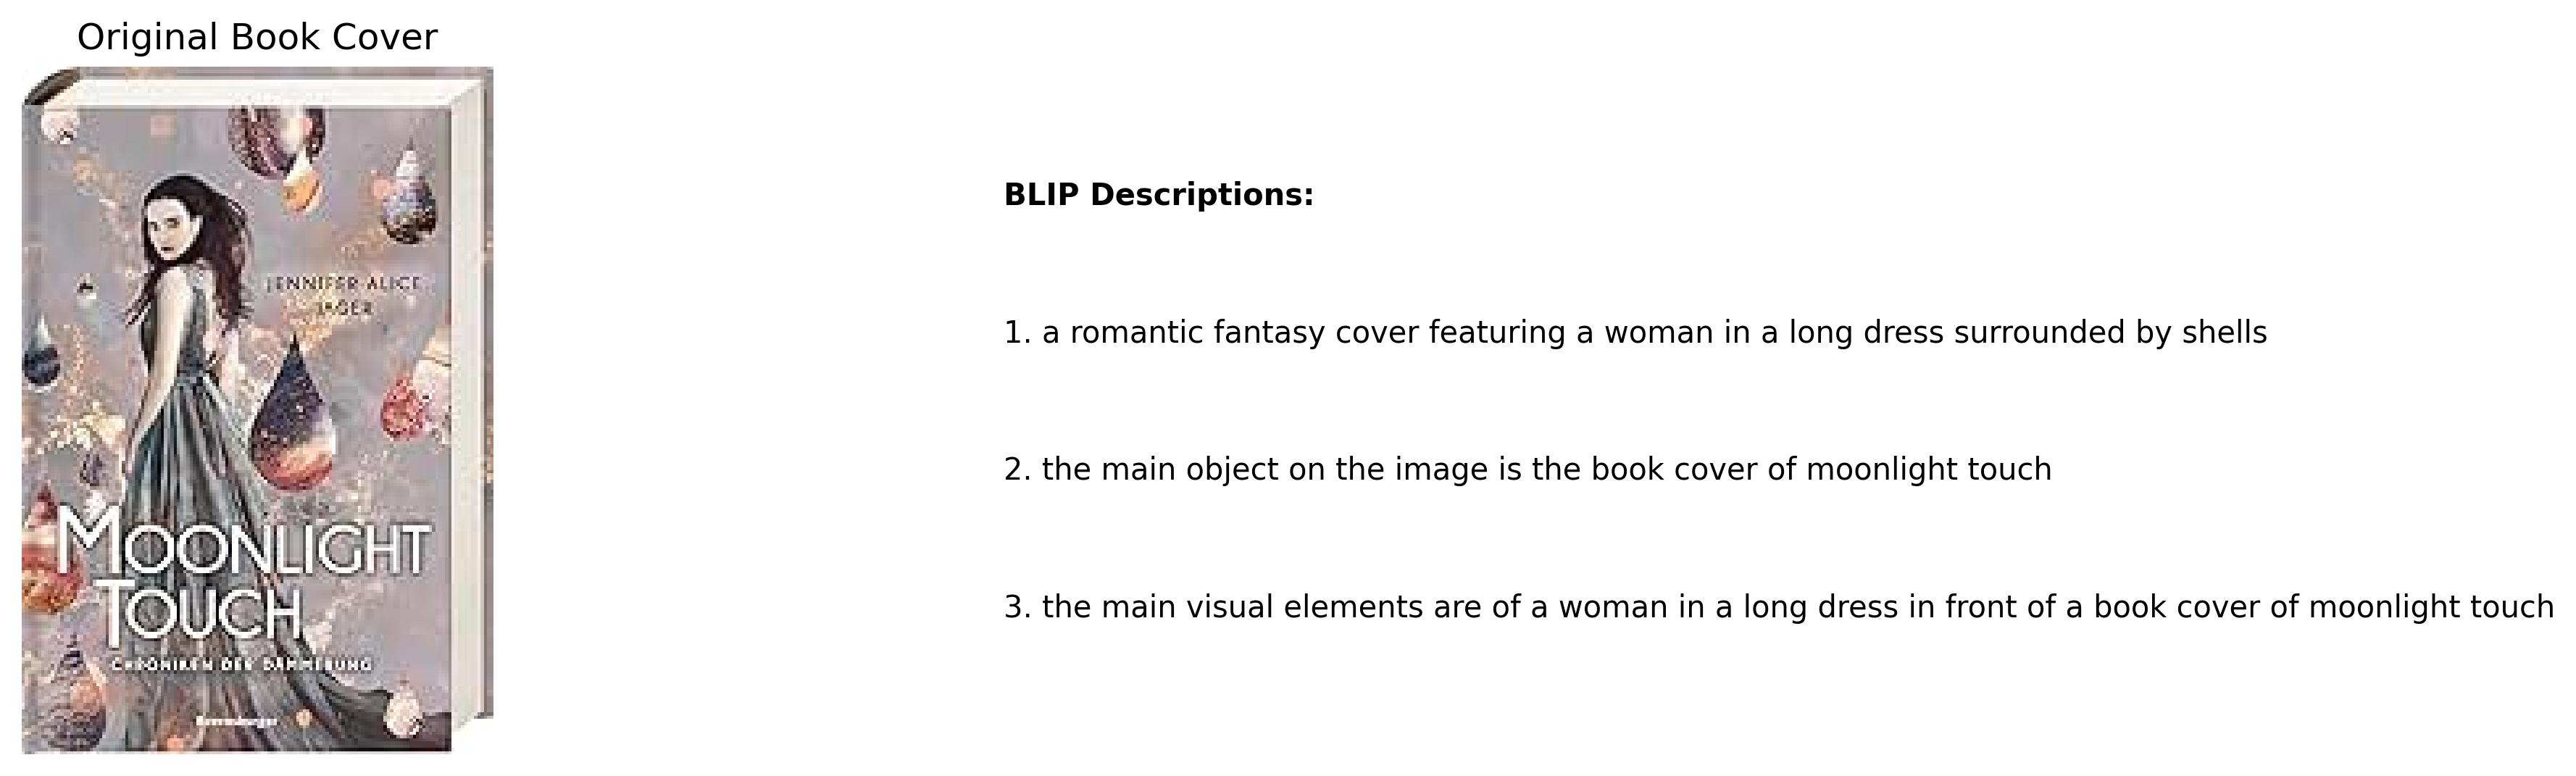 Original Book Cover
JENNIFER ALICE
JAGER
MOONLIGHT
TOUCH
CHRONIKEN DER DÄMMERUNG
Ravensburger
BLIP Descriptions:
1. a romantic fantasy cover featuring a woman in a long dress surrounded by shells
2. the main object on the image is the book cover of moonlight touch
3. the main visual elements are of a woman in a long dress in front of a book cover of moonlight touch